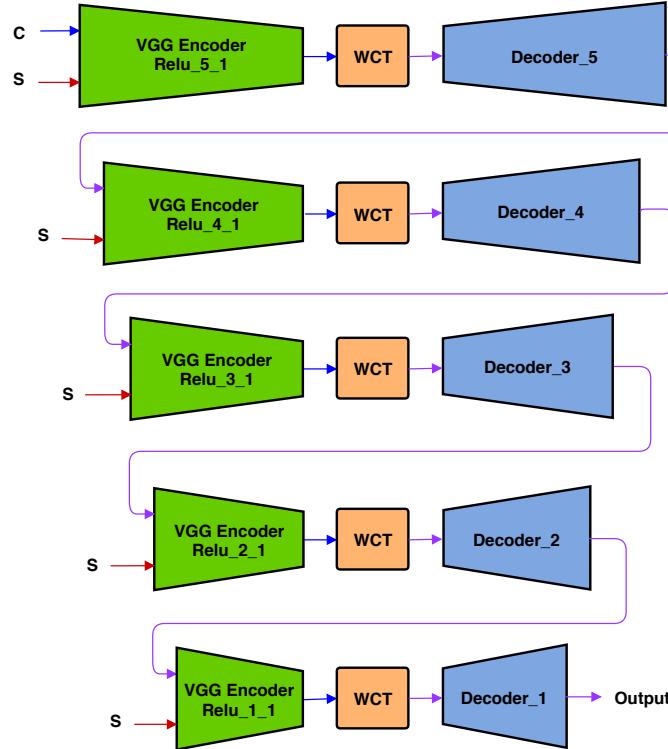 C
S
VGG Encoder
Relu_5_1
WCT
Decoder_5
S
VGG Encoder
Relu_4_1
WCT
Decoder_4
S
VGG Encoder
Relu_3_1
WCT
Decoder_3
S
VGG Encoder
Relu_2_1
WCT
Decoder_2
S
VGG Encoder
Relu_1_1
WCT
Decoder_1
Output